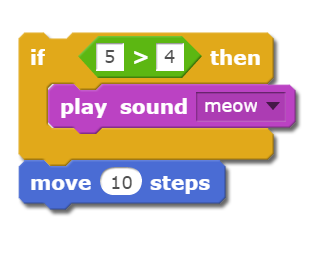 if 5 > 4 then
play sound meow
move 10 steps